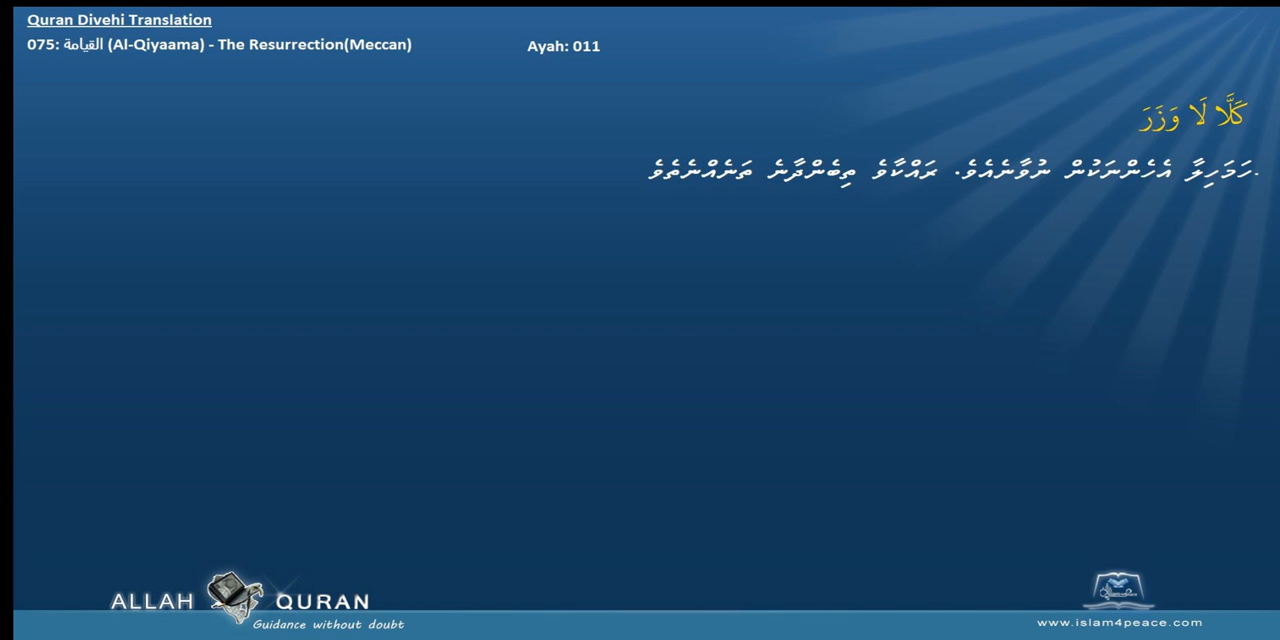 Quran Divehi Translation
075: القيامة (Al-Qiyaama) - The Resurrection(Meccan)
Ayah: 011
كَلَّا لَا وَزَرَ
ހަމަހިލާ އެހެންނަކުން ނުވާނެއެވެ. ރައްކާވެ ތިބެންދާނެ ތަނެއްނެތެވެ.
ALLAH QURAN
Guidance without doubt
www.islam4peace.com